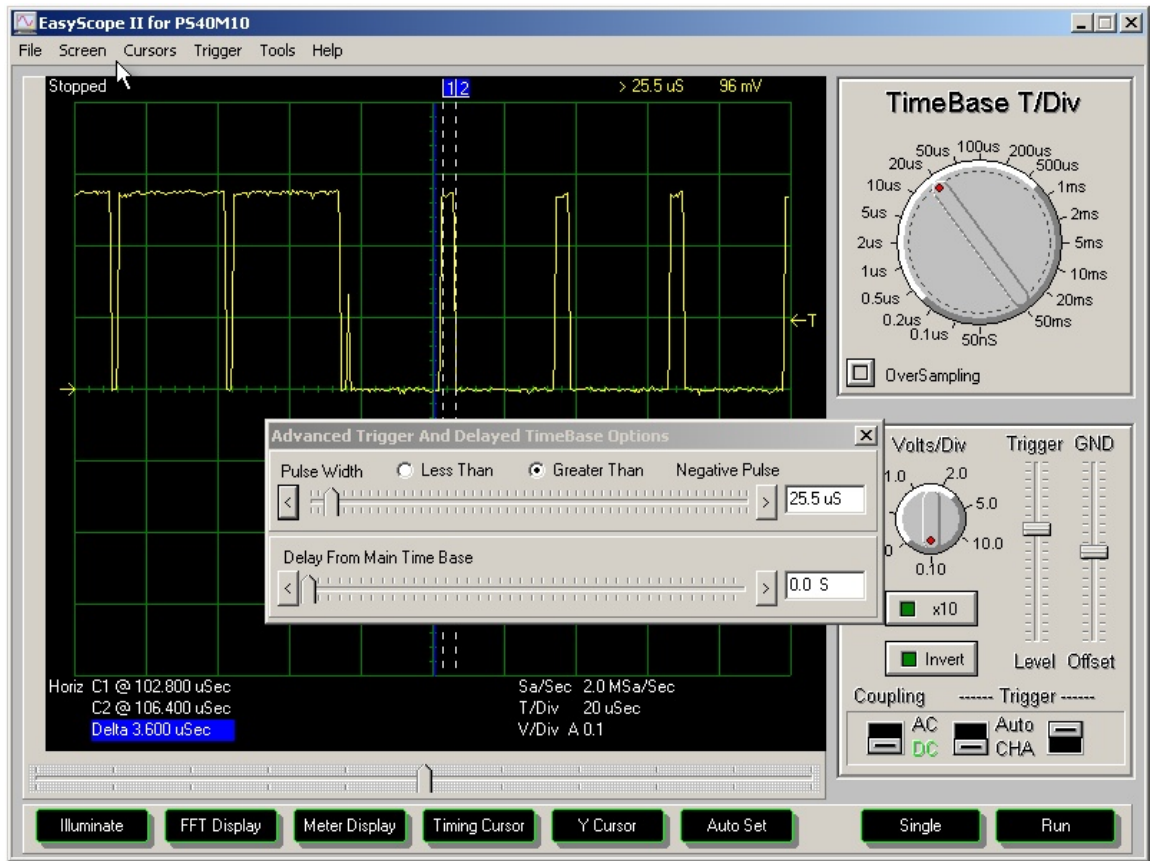 EasyScope II for PS40M10
File Screen Cursors Trigger Tools Help
Stopped
1 2
> 25.5 uS 96 mV
T
Horiz C1 @ 102.800 uSec
C2 @ 106.400 uSec
Delta 3.600 uSec
Sa/Sec 2.0 MSa/Sec
T/Div 20 uSec
V/Div A 0.1
TimeBase T/Div
50us 100us 200us
20us 500us
10us 1ms
5us 2ms
2us 5ms
1us 10ms
0.5us 20ms
0.2us 50ms
0.1us 50nS
OverSampling
Advanced Trigger And Delayed TimeBase Options
Pulse Width Less Than Greater Than Negative Pulse
< > 25.5 uS
Delay From Main Time Base
< > 0.0 S
Volts/Div Trigger GND
1.0 2.0
5.0
10.0
0.10
x10
Invert
Level Offset
Coupling ------ Trigger ------
AC Auto
DC CHA
Illuminate FFT Display Meter Display Timing Cursor Y Cursor Auto Set Single Run